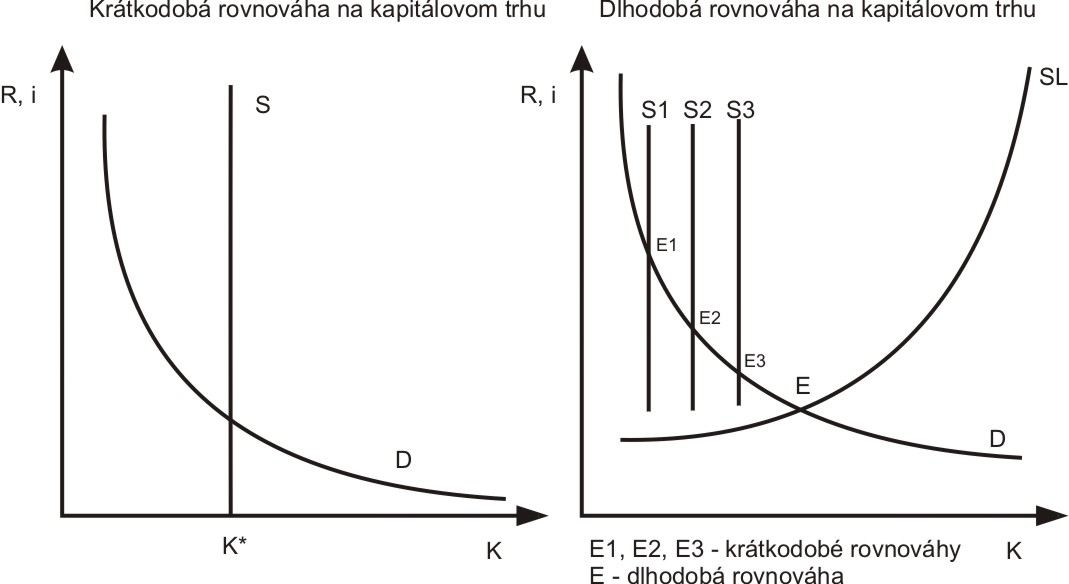 Krátkodobá rovnováha na kapitálovom trhu
R, i
S
D
K*
K
Dlhodobá rovnováha na kapitálovom trhu
R, i
SL
S1 S2 S3
E1
E2
E3
E
D
K
E1, E2, E3 - krátkodobé rovnováhy
E - dlhodobá rovnováha